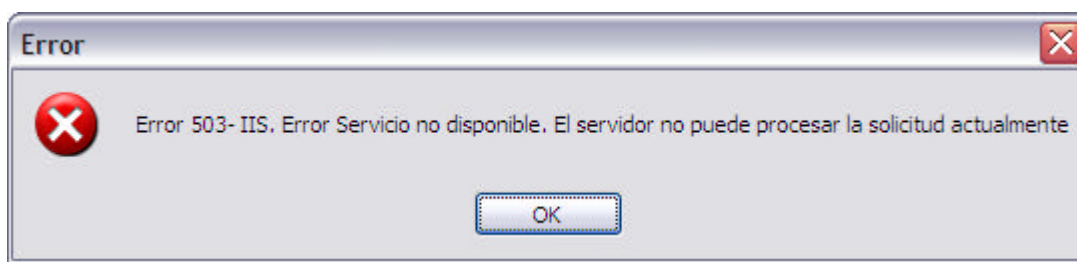 Error
Error 503- IIS. Error Servicio no disponible. El servidor no puede procesar la solicitud actualmente
OK